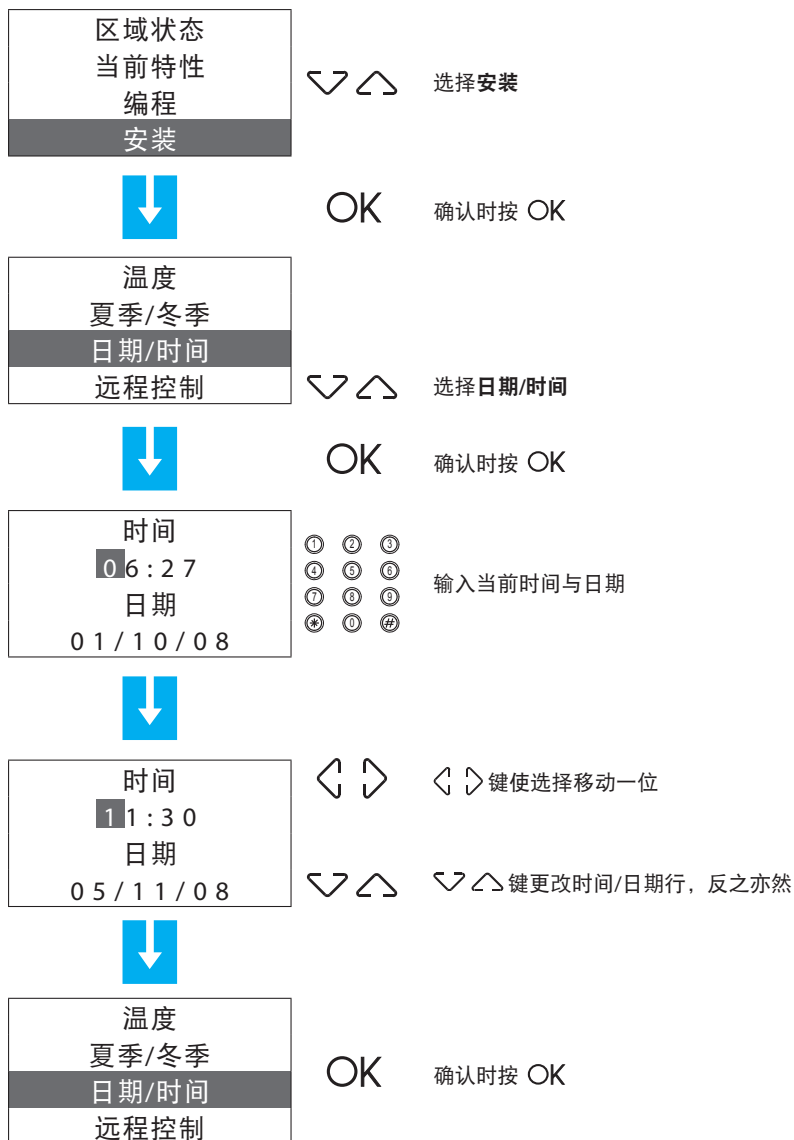 区域状态
当前特性
编程
安装
选择安装
OK 确认时按 OK
温度
夏季/冬季
日期/时间
远程控制
选择日期/时间
OK 确认时按 OK
时间
06:27
日期
01/10/08
1 2 3
4 5 6
7 8 9
* 0 #
输入当前时间与日期
时间
11:30
日期
05/11/08
键使选择移动一位
键更改时间/日期行，反之亦然
温度
夏季/冬季
日期/时间
远程控制
OK 确认时按 OK